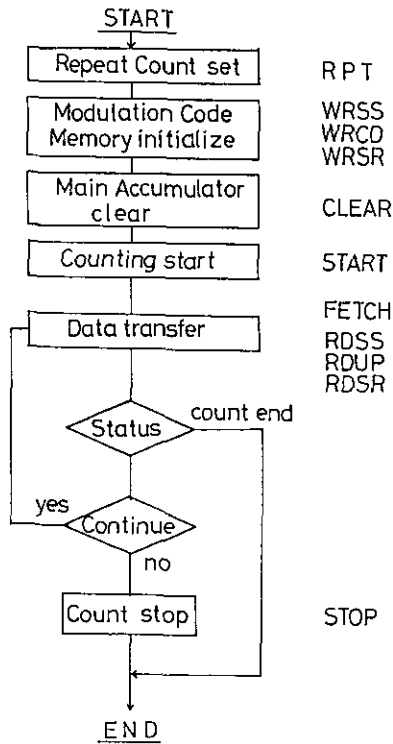 START
Repeat Count set
RPT
Modulation Code
Memory initialize
WRSS
WRCO
WRSR
Main Accumulator
clear
CLEAR
Counting start
START
Data transfer
FETCH
RDSS
RDUP
RDSR
Status
count end
yes
Continue
no
Count stop
STOP
END